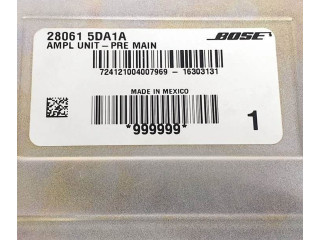 28061 5DA1A
BOSE
AMPL UNIT – PRE MAIN
724121004007969 – 16303131
MADE IN MEXICO
*999999*
1